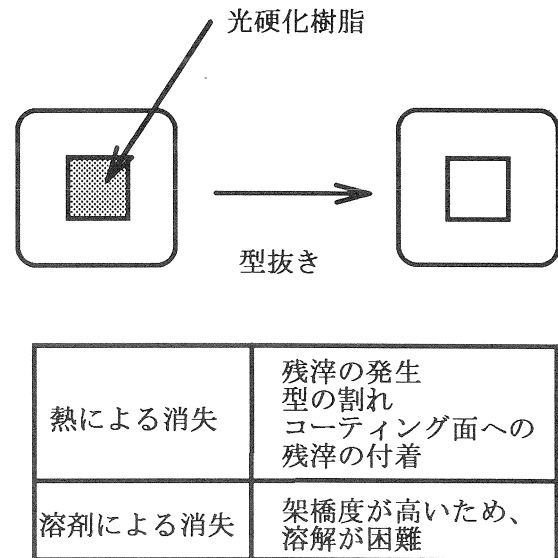 光硬化樹脂
型抜き
熱による消失
残滓の発生
型の割れ
コーティング面への
残滓の付着
溶剤による消失
架橋度が高いため、
溶解が困難